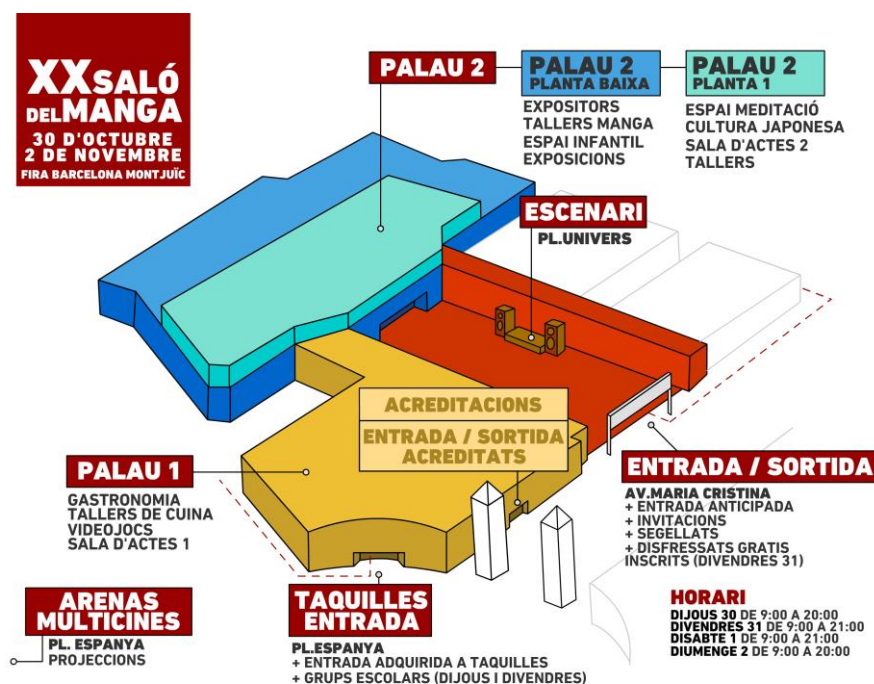 XX SALÓ
DEL MANGA
30 D'OCTUBRE
2 DE NOVEMBRE
FIRA BARCELONA MONTJUÏC
PALAU 2
PALAU 2
PLANTA BAIXA
EXPOSITORS
TALLERS MANGA
ESPAI INFANTIL
EXPOSICIONS
PALAU 2
PLANTA 1
ESPAI MEDITACIÓ
CULTURA JAPONESA
SALA D'ACTES 2
TALLERS
ESCENARI
PL.UNIVERS
ACREDITACIONS
ENTRADA / SORTIDA
ACREDITATS
PALAU 1
GASTRONOMIA
TALLERS DE CUINA
VIDEOJOCS
SALA D'ACTES 1
ENTRADA / SORTIDA
AV.MARIA CRISTINA
+ ENTRADA ANTICIPADA
+ INVITACIONS
+ SEGELLATS
+ DISFRESSATS GRATIS
INSCRITS (DIVENDRES 31)
ARENAS
MULTICINES
PL. ESPANYA
PROJECCIONS
TAQUILLES
ENTRADA
PL.ESPANYA
+ ENTRADA ADQUIRIDA A TAQUILLES
+ GRUPS ESCOLARS (DIJOUS I DIVENDRES)
HORARI
DIJOUS 30 DE 9:00 A 20:00
DIVENDRES 31 DE 9:00 A 21:00
DISABTE 1 DE 9:00 A 21:00
DIUMENGE 2 DE 9:00 A 20:00